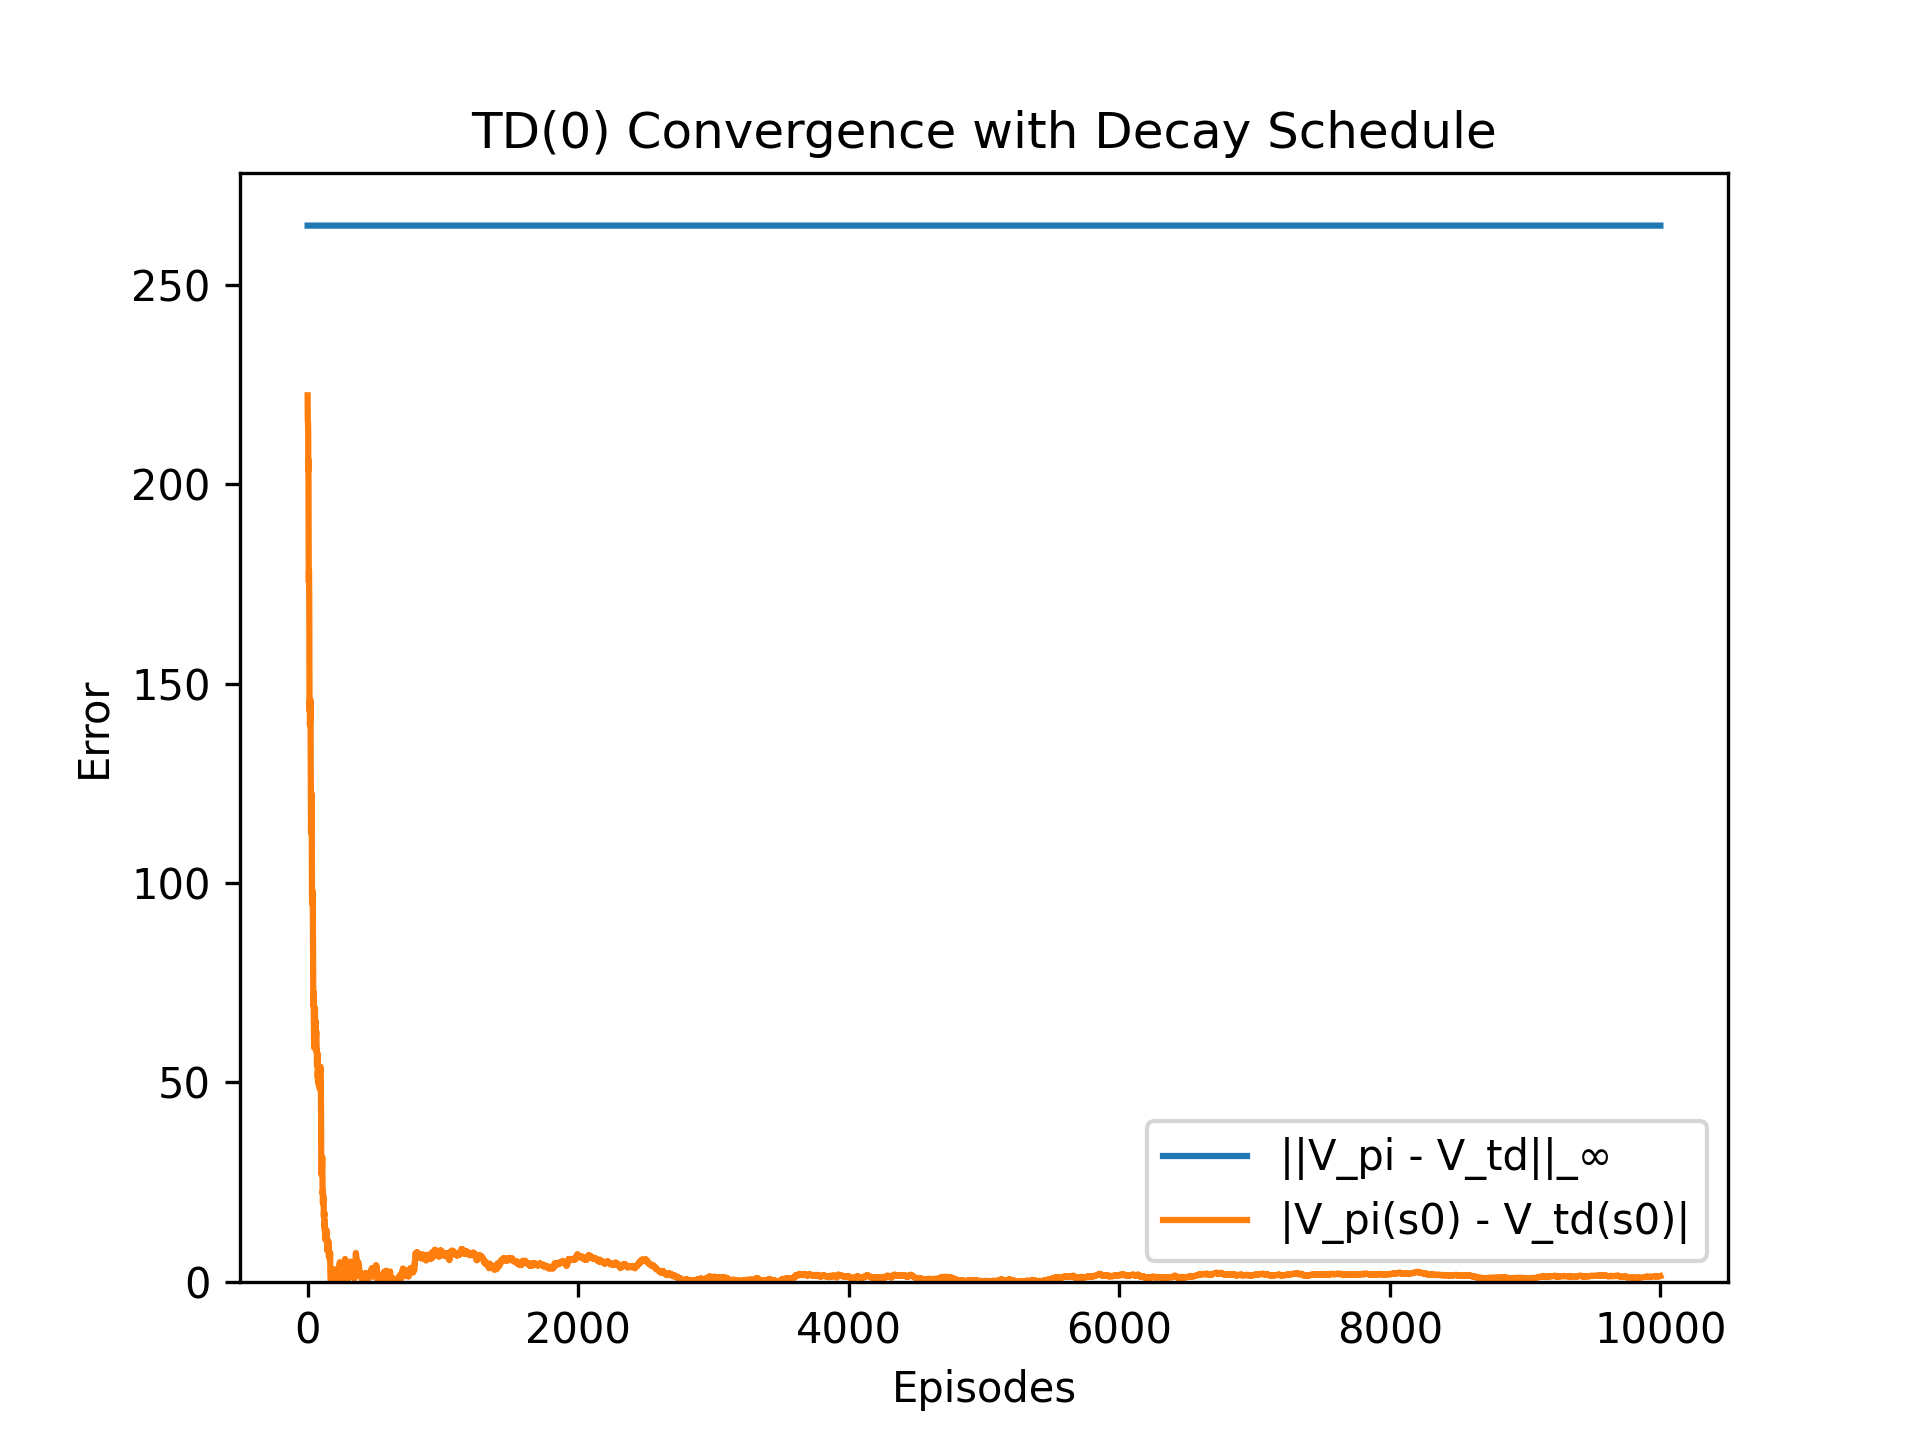 TD(0) Convergence with Decay Schedule
Error
250
200
150
100
50
0
||V_pi - V_td||_∞
|V_pi(s0) - V_td(s0)|
0 2000 4000 6000 8000 10000
Episodes